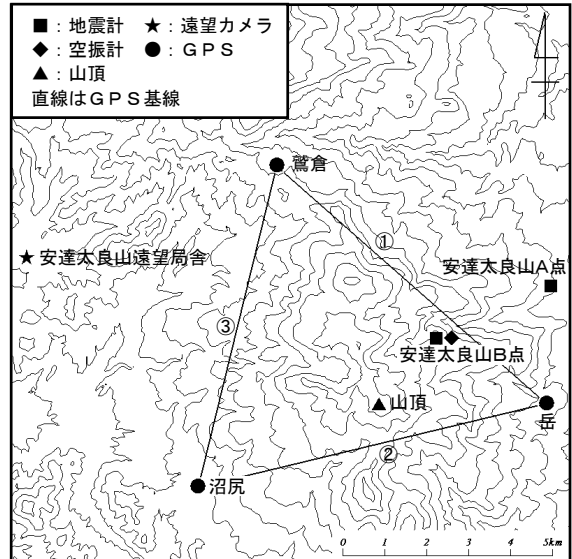 ■：地震計 ★：遠望カメラ
◆：空振計 ●：ＧＰＳ
▲：山頂
直線はＧＰＳ基線
鷲倉
①
★安達太良山遠望局舎
安達太良山A点
③
安達太良山B点
山頂
岳
②
沼尻
0 1 2 3 4 5km